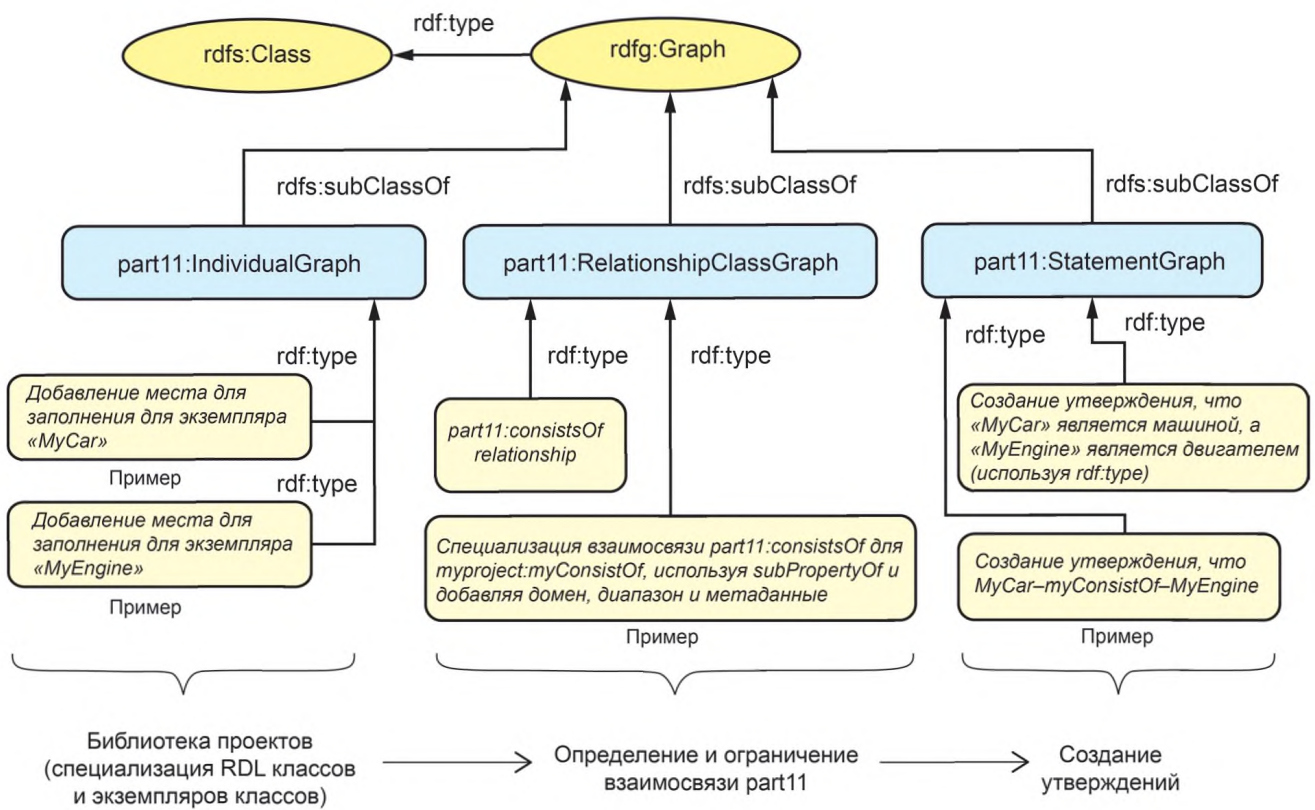 rdf:type
rdfs:Class
rdfg:Graph
rdfs:subClassOf
rdfs:subClassOf
rdfs:subClassOf
part11:IndividualGraph
part11:RelationshipClassGraph
part11:StatementGraph
rdf:type
rdf:type
rdf:type
rdf:type
rdf:type
Добавление места для
заполнения для экземпляра
«MyCar»
Пример
rdf:type
Добавление места для
заполнения для экземпляра
«MyEngine»
Пример
part11:consistsOf
relationship
Специализация взаимосвязи part11:consistsOf для
myproject:myConsistOf, используя subPropertyOf и
добавляя домен, диапазон и метаданные
Пример
Создание утверждения, что
«MyCar» является машиной, а
«MyEngine» является двигателем
(используя rdf:type)
Создание утверждения, что
MyCar–myConsistOf–MyEngine
Пример
Библиотека проектов
(специализация RDL классов
и экземпляров классов)
Определение и ограничение
взаимосвязи part11
Создание
утверждений